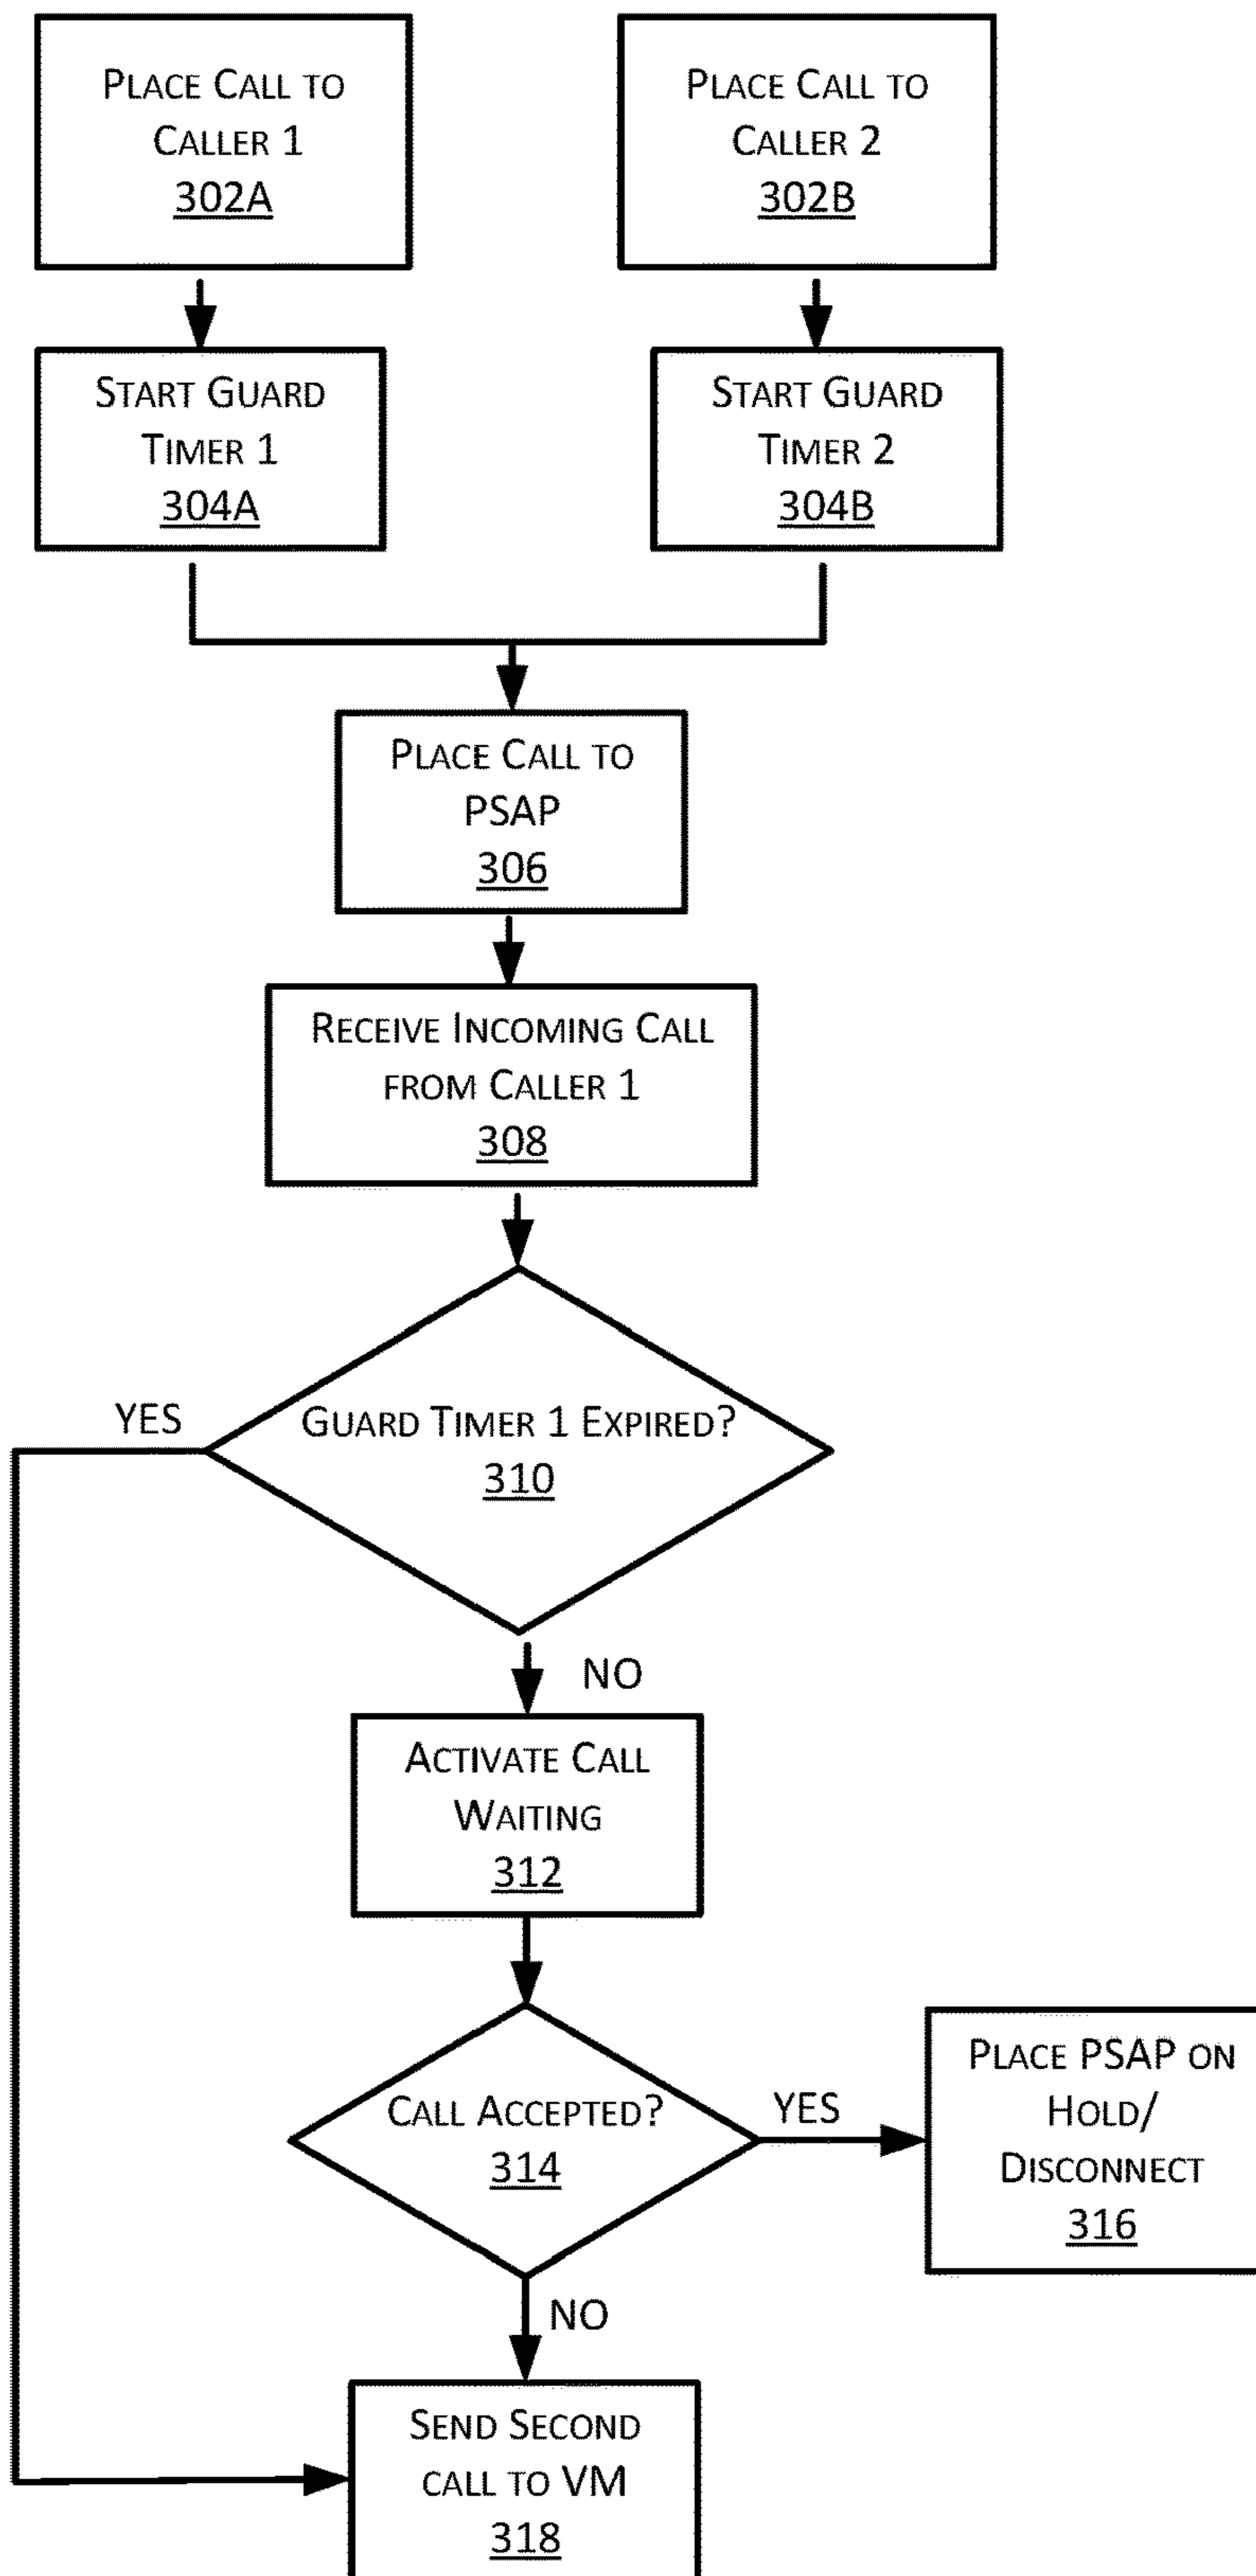 PLACE CALL TO
CALLER 1
302A
PLACE CALL TO
CALLER 2
302B
START GUARD
TIMER 1
304A
START GUARD
TIMER 2
304B
PLACE CALL TO
PSAP
306
RECEIVE INCOMING CALL
FROM CALLER 1
308
YES
GUARD TIMER 1 EXPIRED?
310
NO
ACTIVATE CALL
WAITING
312
CALL ACCEPTED?
314
YES
PLACE PSAP ON
HOLD/
DISCONNECT
316
NO
SEND SECOND
CALL TO VM
318